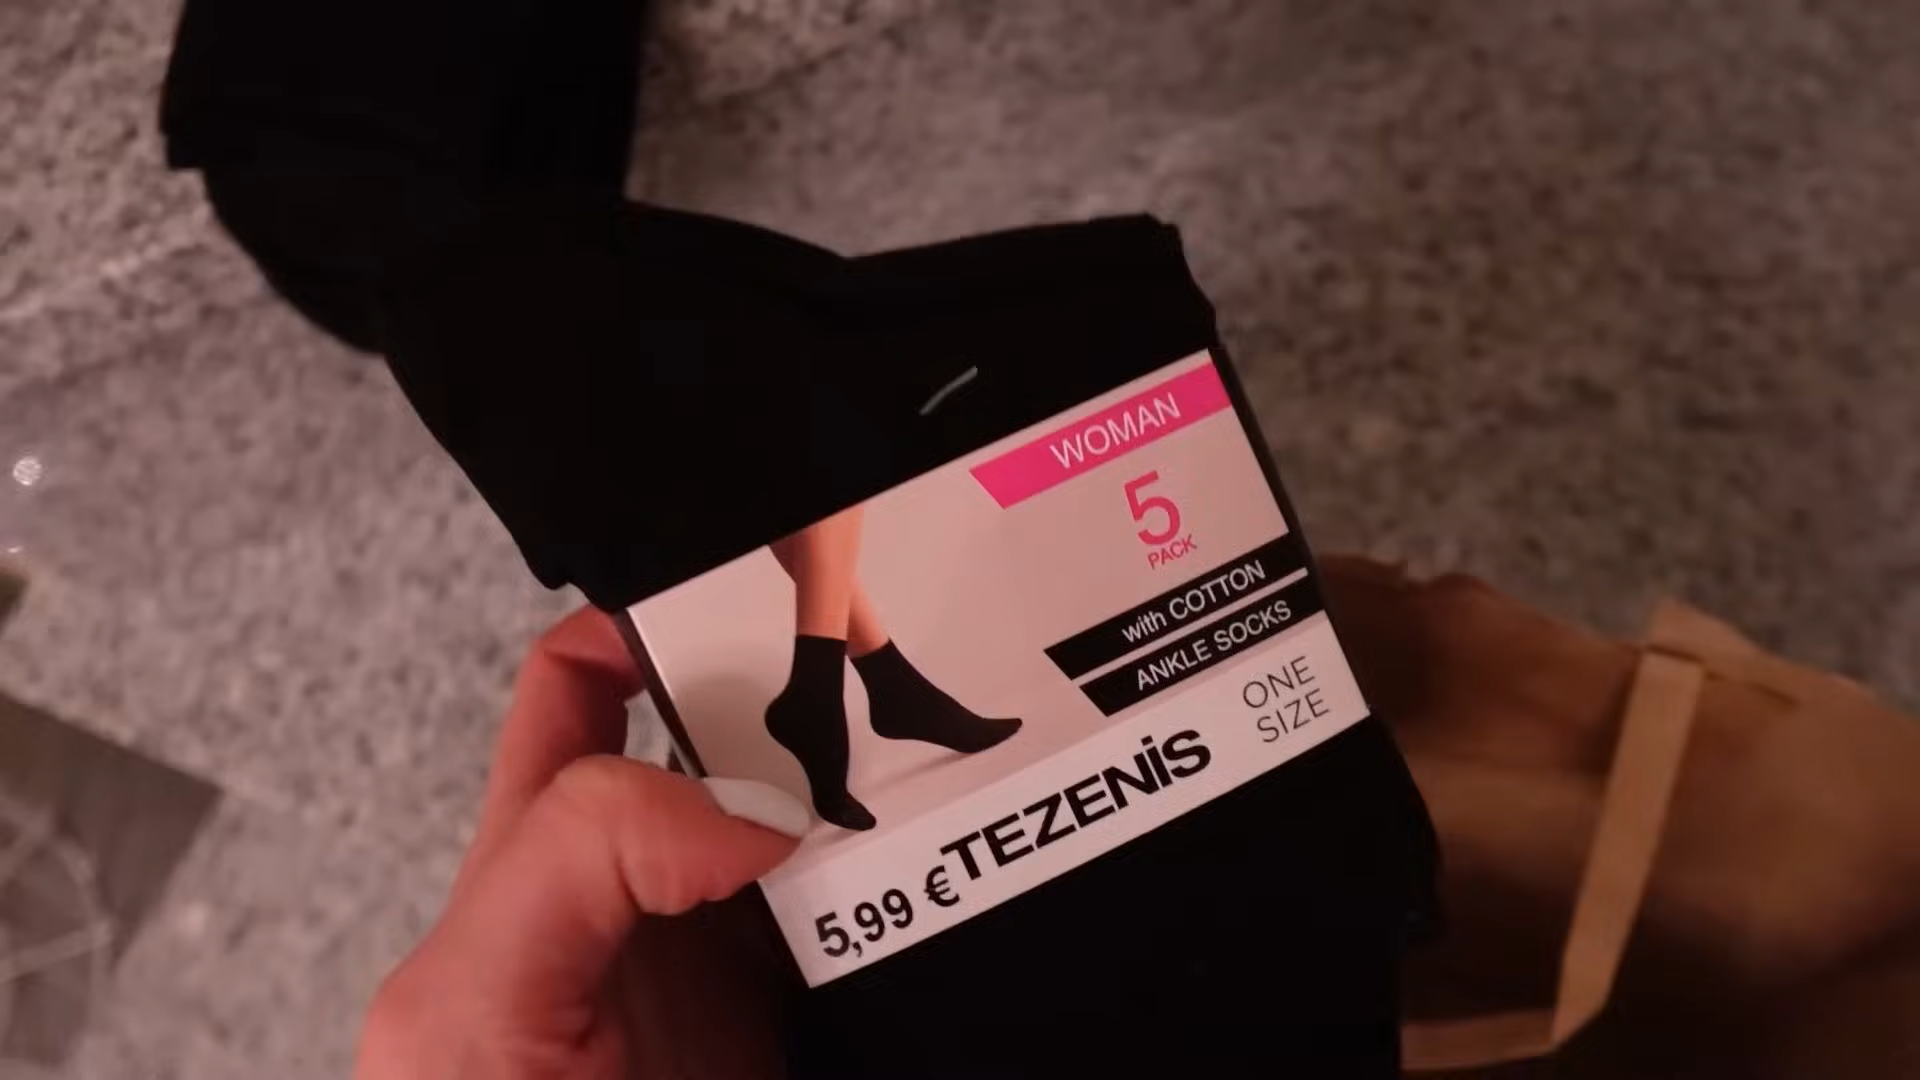 WOMAN
5
PACK
with COTTON
ANKLE SOCKS
ONE
SIZE
TEZENIS
5,99 €